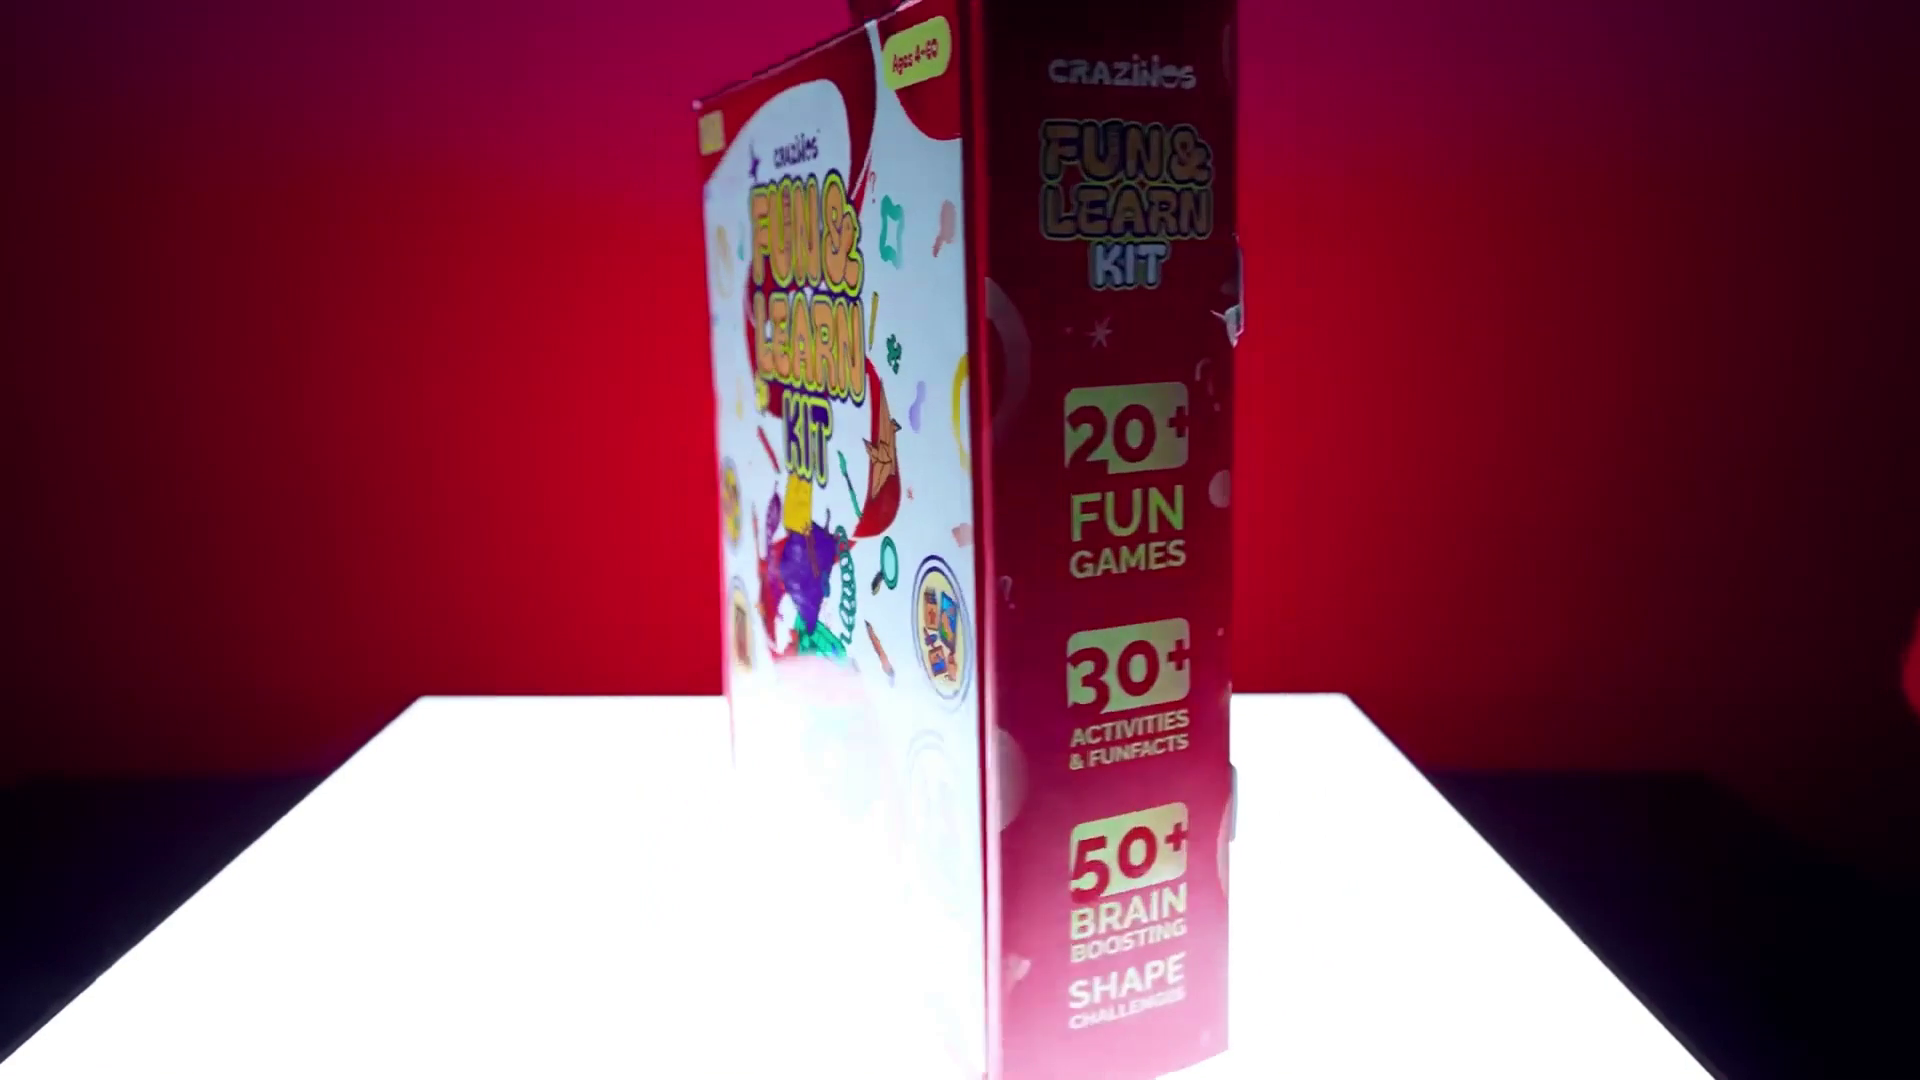 Ages 4-60
CRAZiNOS
FUN &
LEARN
KIT
CRAZiNOS
FUN &
LEARN
KIT
20+
FUN
GAMES
30+
ACTIVITIES
& FUNFACTS
50+
BRAIN
BOOSTING
SHAPE
CHALLENGES